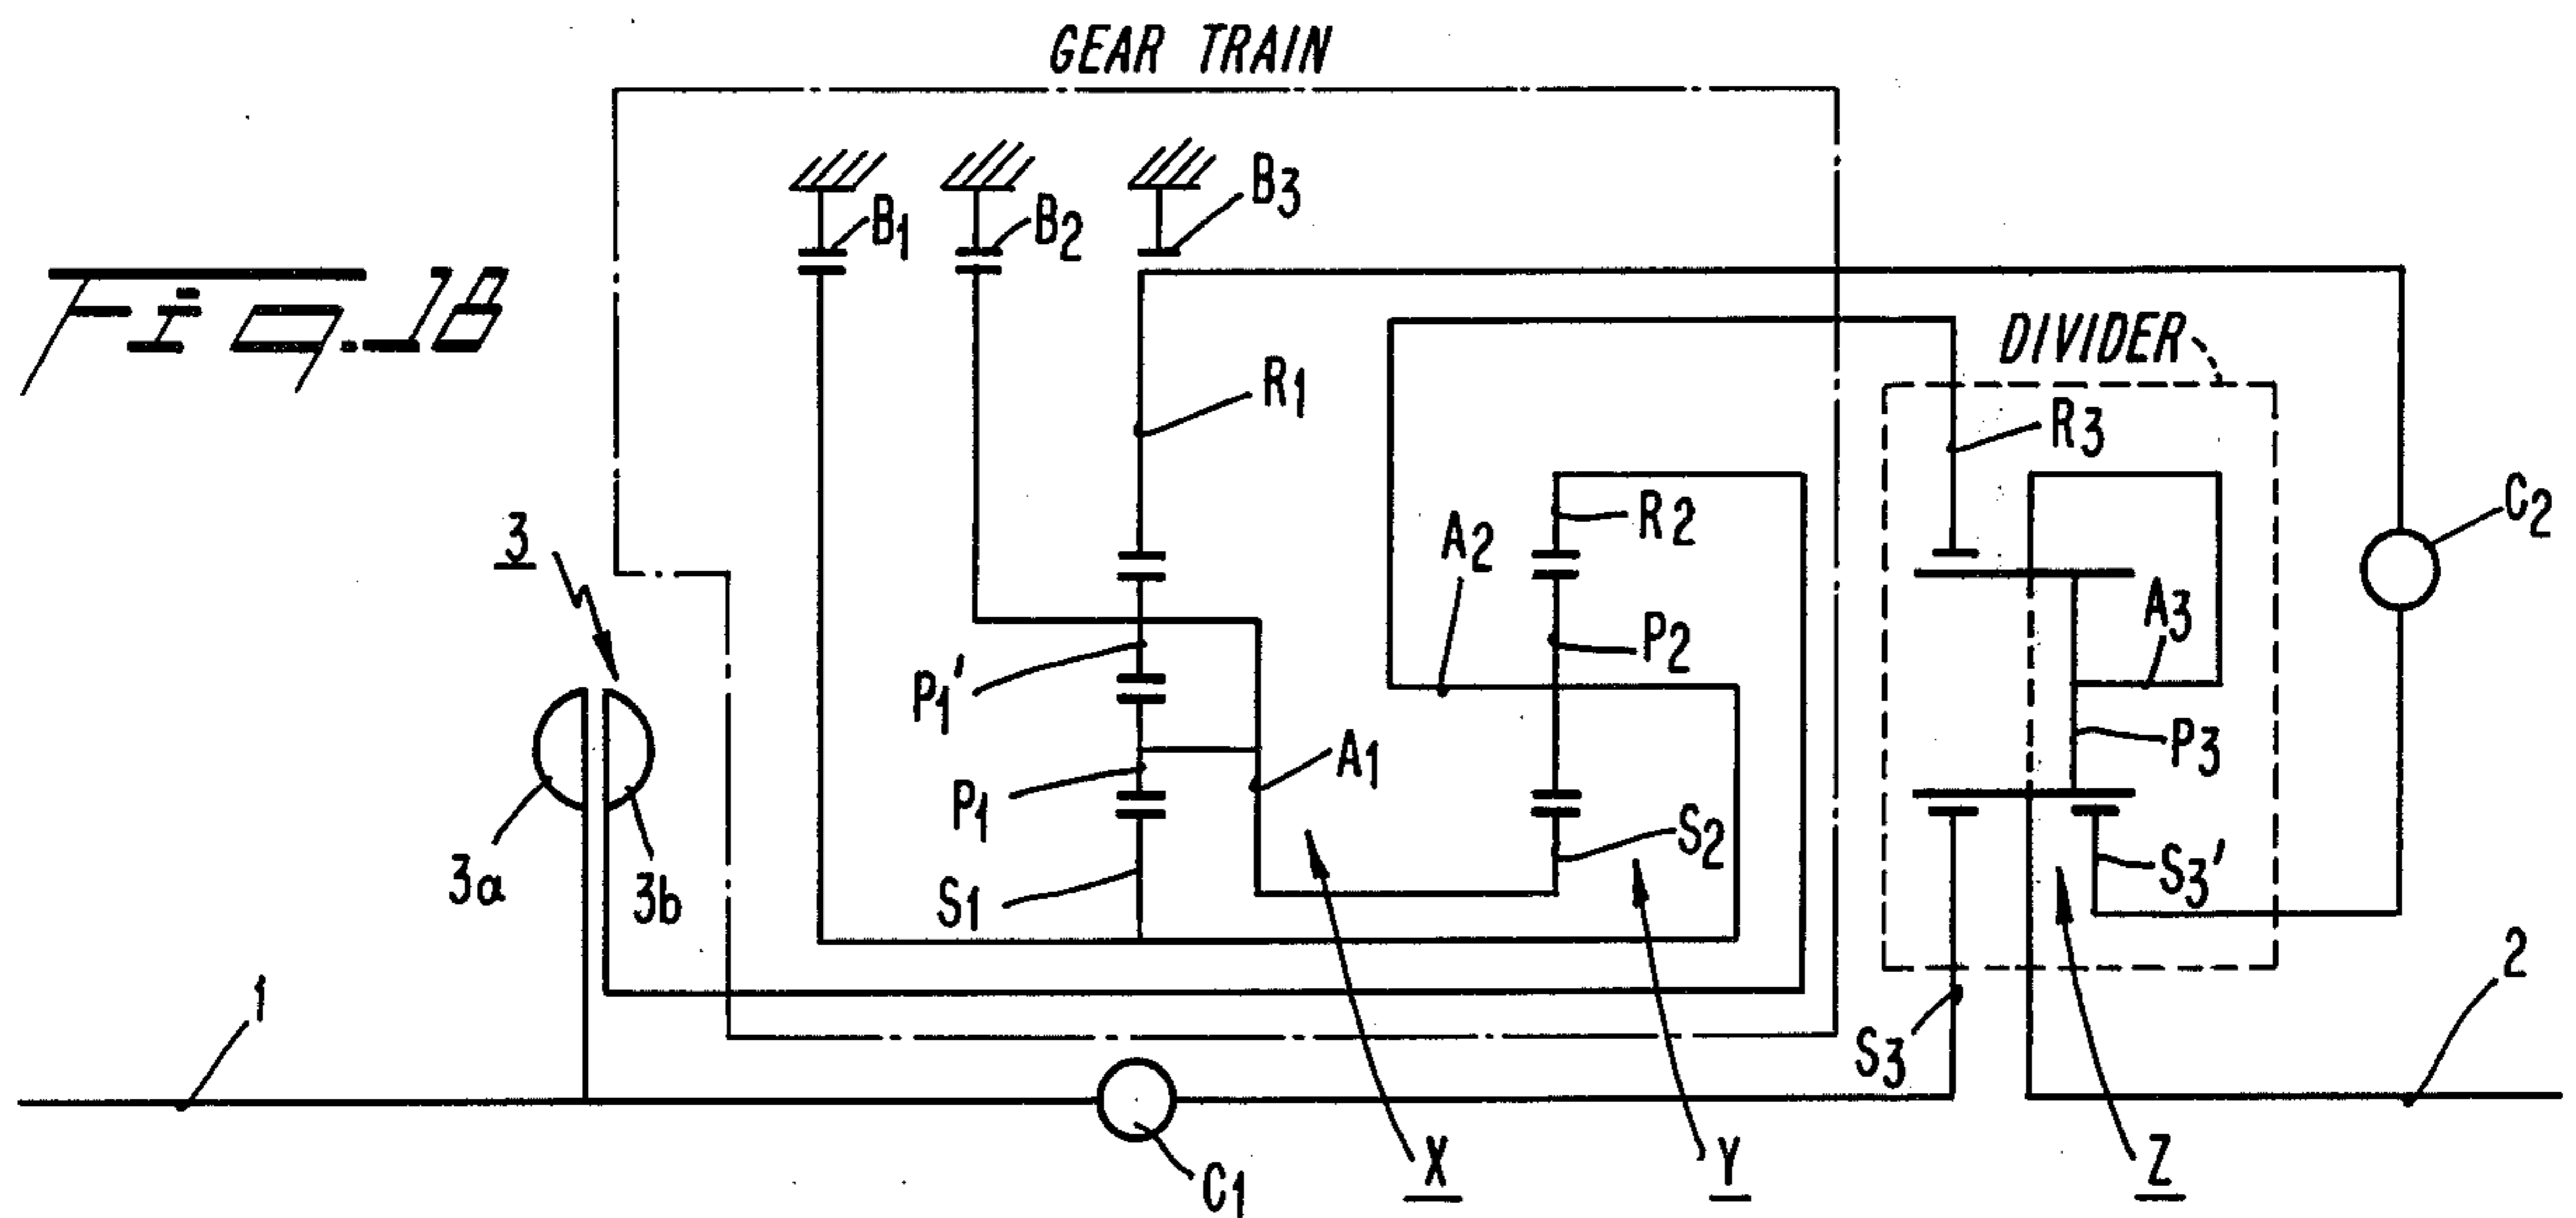 GEAR TRAIN
B1
B2
B3
Fig. 18
R1
DIVIDER
R3
3
A2
R2
C2
P1'
P2
A3
A1
P3
P1
3a
3b
S1
S2
S3'
1
2
S3
C1
X
Y
Z